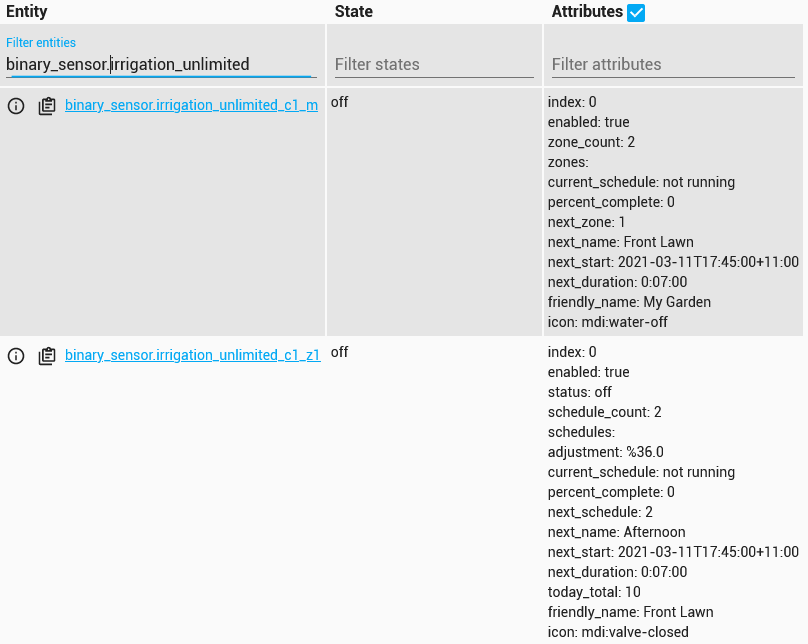 Entity State Attributes
Filter entities
binary_sensor.irrigation_unlimited Filter states Filter attributes
binary_sensor.irrigation_unlimited_c1_m off
index: 0
enabled: true
zone_count: 2
zones:
current_schedule: not running
percent_complete: 0
next_zone: 1
next_name: Front Lawn
next_start: 2021-03-11T17:45:00+11:00
next_duration: 0:07:00
friendly_name: My Garden
icon: mdi:water-off
binary_sensor.irrigation_unlimited_c1_z1 off
index: 0
enabled: true
status: off
schedule_count: 2
schedules:
adjustment: %36.0
current_schedule: not running
percent_complete: 0
next_schedule: 2
next_name: Afternoon
next_start: 2021-03-11T17:45:00+11:00
next_duration: 0:07:00
today_total: 10
friendly_name: Front Lawn
icon: mdi:valve-closed